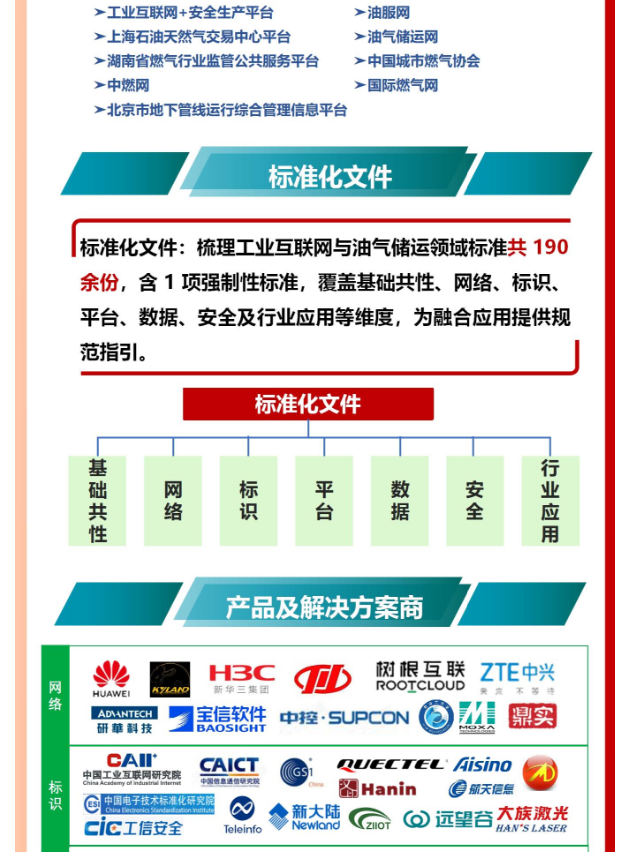 ➢工业互联网+安全生产平台
➢油服网
➢上海石油天然气交易中心平台
➢油气储运网
➢湖南省燃气行业监管公共服务平台
➢中国城市燃气协会
➢中燃网
➢国际燃气网
➢北京市地下管线运行综合管理信息平台
标准化文件
标准化文件：梳理工业互联网与油气储运领域标准共 190
余份，含 1 项强制性标准，覆盖基础共性、网络、标识、
平台、数据、安全及行业应用等维度，为融合应用提供规
范指引。
标准化文件
基础共性
网络
标识
平台
数据
安全
行业应用
产品及解决方案商
网络
HUAWEI
KYLAND
H3C
新华三集团
树根互联
ROOTCLOUD
ZTE中兴
ADVANTECH
研華科技
宝信软件
BAOSIGHT
中控·SUPCON
MOXA
鼎实
标识
CAII
中国工业互联网研究院
China Academy of Industrial Internet
CAICT
中国信息通信研究院
GS1
China
QUECTEL
Aisino
航天信息
Hanin
ESI
中国电子技术标准化研究院
China Electronics Standardization Institute
CIC工信安全
Teleinfo
新大陆
Newland
ZIIOT
远望谷
大族激光
HAN'S LASER